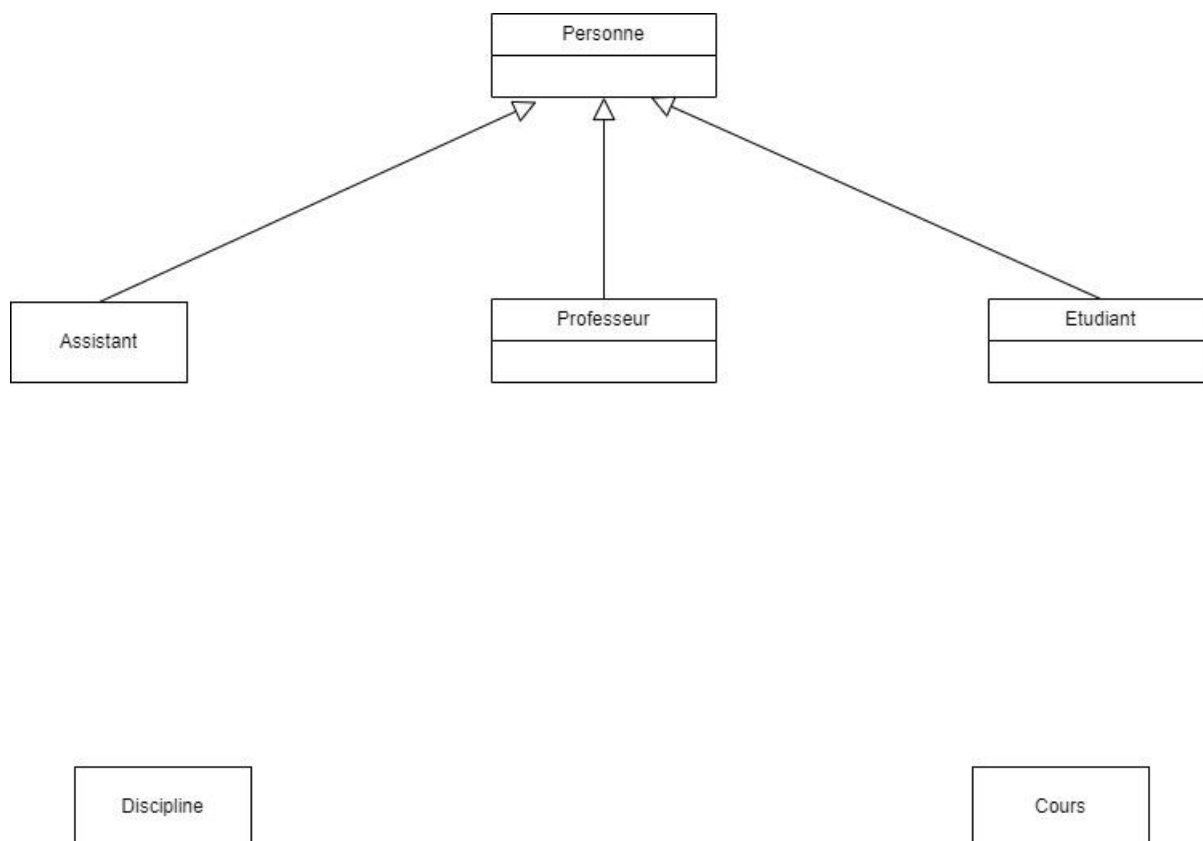 Personne
Assistant
Professeur
Etudiant
Discipline
Cours